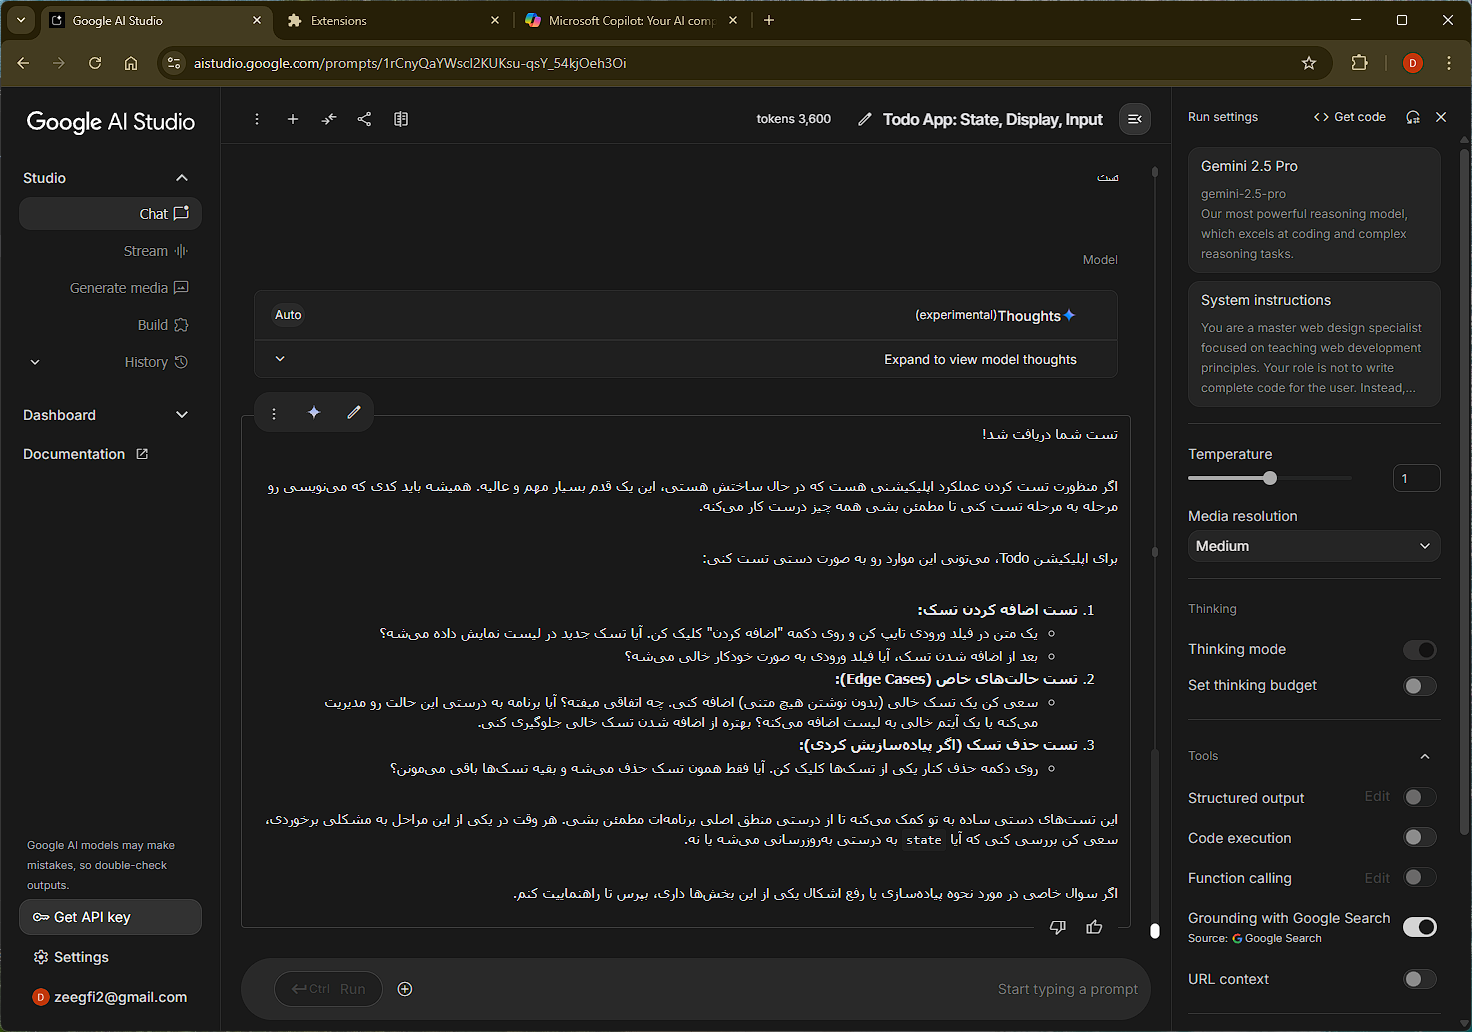 Google AI Studio
Extensions
Microsoft Copilot: Your AI comp
aistudio.google.com/prompts/1rCnyQaYWscI2KUKsu-qsY_54kjOeh3Oi
D
Google AI Studio
Studio
Chat
Stream
Generate media
Build
History
Dashboard
Documentation
Google AI models may make
mistakes, so double-check
outputs.
Get API key
Settings
D zeegfi2@gmail.com
tokens 3,600
Todo App: State, Display, Input
تست
Model
Auto
(experimental) Thoughts
Expand to view model thoughts
تست شما دریافت شد!
اگر منظورت تست کردن عملکرد اپلیکیشنی هست که در حال ساختش هستی، این یک قدم بسیار مهم و عالیه. همیشه باید کدی که می‌نویسی رو
مرحله به مرحله تست کنی تا مطمئن بشی همه چیز درست کار می‌کنه.
برای اپلیکیشن Todo، می‌تونی این موارد رو به صورت دستی تست کنی:
1. تست اضافه کردن تسک:
یک متن در فیلد ورودی تایپ کن و روی دکمه "اضافه کردن" کلیک کن. آیا تسک جدید در لیست نمایش داده می‌شه؟
بعد از اضافه شدن تسک، آیا فیلد ورودی به صورت خودکار خالی می‌شه؟
2. تست حالت‌های خاص (Edge Cases):
سعی کن یک تسک خالی (بدون نوشتن هیچ متنی) اضافه کنی. چه اتفاقی میفته؟ آیا برنامه به درستی این حالت رو مدیریت
می‌کنه یا یک آیتم خالی به لیست اضافه می‌کنه؟ بهتره از اضافه شدن تسک خالی جلوگیری کنی.
3. تست حذف تسک (اگر پیاده‌سازیش کردی):
روی دکمه حذف کنار یکی از تسک‌ها کلیک کن. آیا فقط همون تسک حذف می‌شه و بقیه تسک‌ها باقی می‌مونن؟
این تست‌های دستی ساده به تو کمک می‌کنه تا از درستی منطق اصلی برنامه‌ات مطمئن بشی. هر وقت در یکی از این مراحل به مشکلی برخوردی،
سعی کن بررسی کنی که آیا state به درستی به‌روزرسانی می‌شه یا نه.
اگر سوال خاصی در مورد نحوه پیاده‌سازی یا رفع اشکال یکی از این بخش‌ها داری، بپرس تا راهنماییت کنم.
Ctrl Run
Start typing a prompt
Run settings
Get code
Gemini 2.5 Pro
gemini-2.5-pro
Our most powerful reasoning model,
which excels at coding and complex
reasoning tasks.
System instructions
You are a master web design specialist
focused on teaching web development
principles. Your role is not to write
complete code for the user. Instead,...
Temperature
1
Media resolution
Medium
Thinking
Thinking mode
Set thinking budget
Tools
Structured output Edit
Code execution
Function calling Edit
Grounding with Google Search
Source: Google Search
URL context